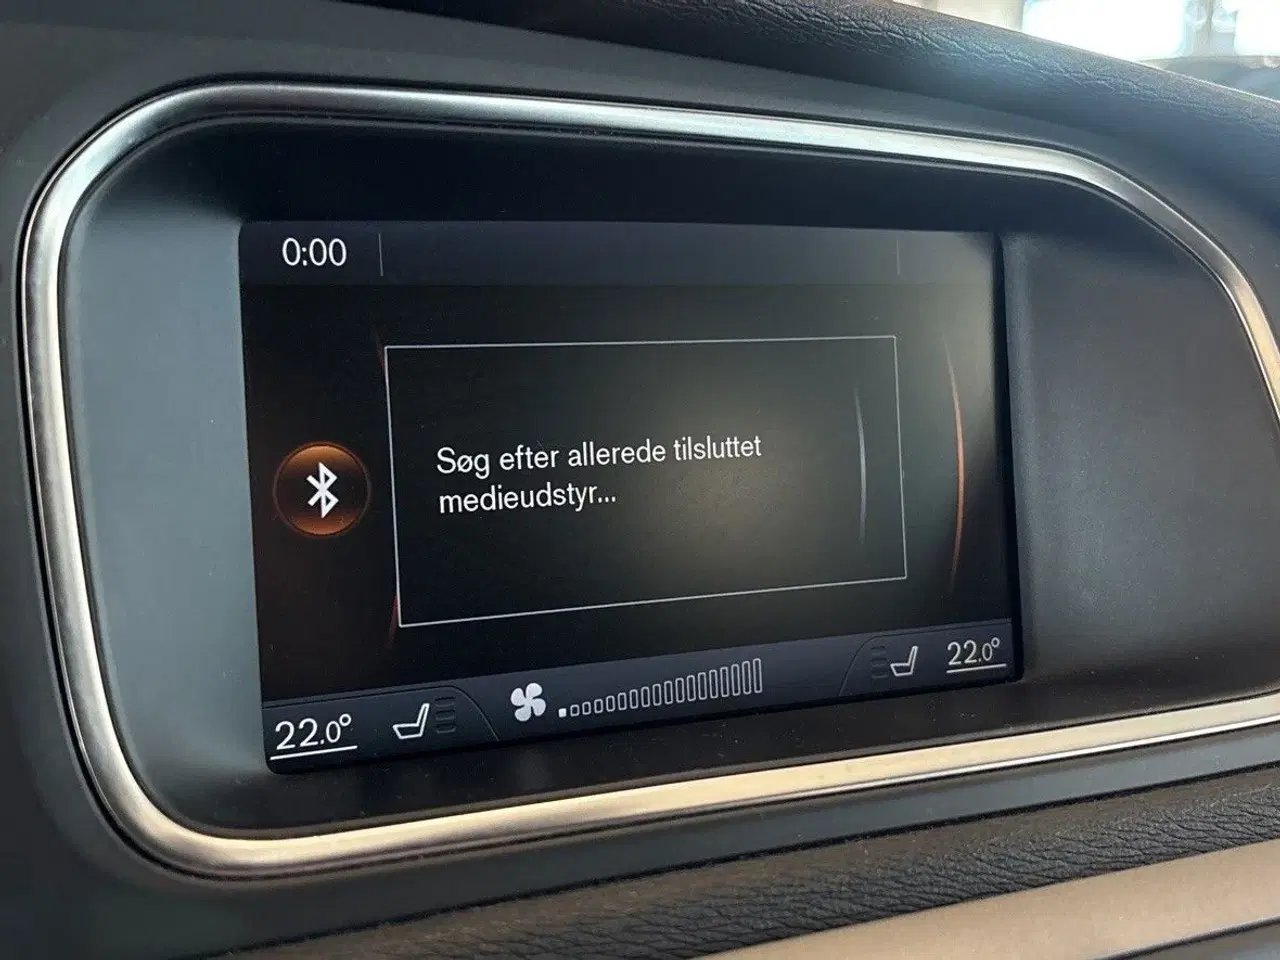 0:00
Søg efter allerede tilsluttet
medieudstyr...
22.0°
22.0°